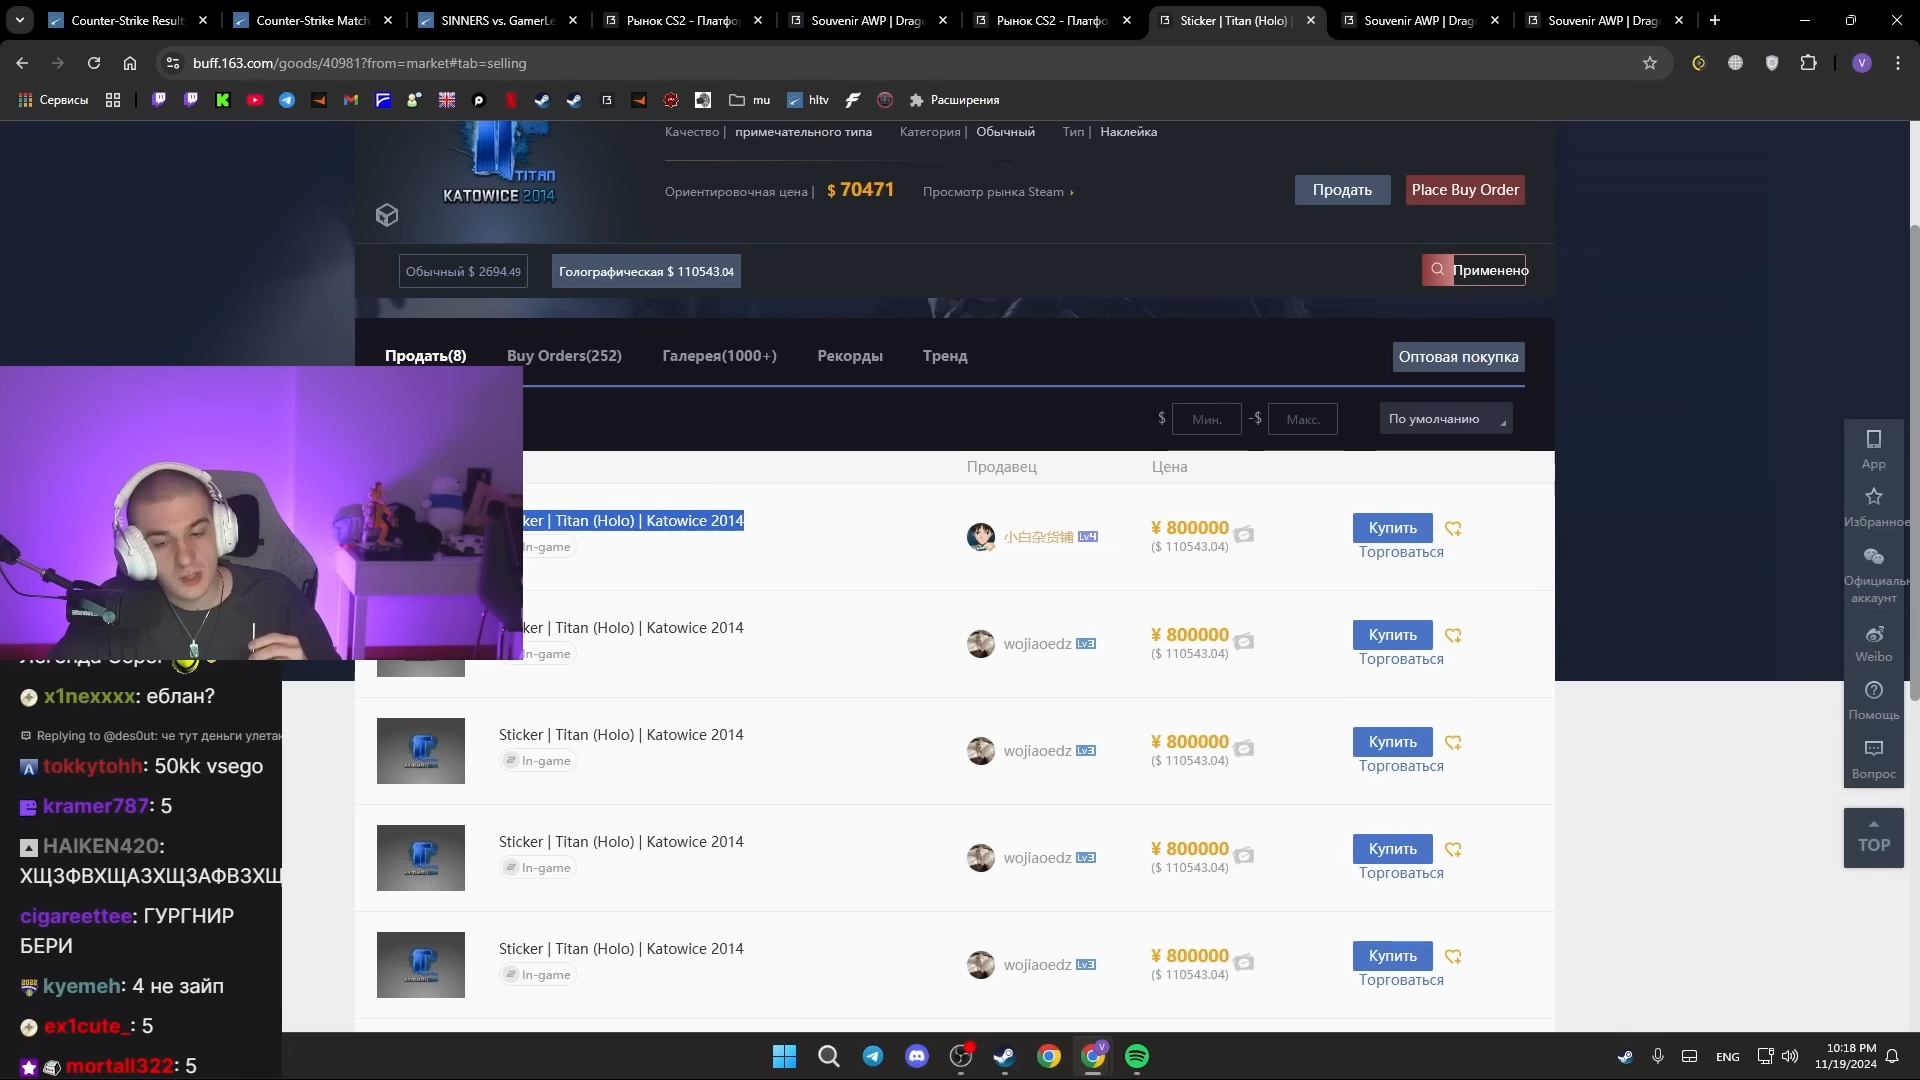 Counter-Strike Result
Counter-Strike Match
SINNERS vs. GamerLe
Рынок CS2 - Платфо
Souvenir AWP | Drag
Рынок CS2 - Платфо
Sticker | Titan (Holo) |
Souvenir AWP | Drag
Souvenir AWP | Drag
buff.163.com/goods/40981?from=market#tab=selling
V
Сервисы
mu
hltv
Расширения
TITAN
KATOWICE 2014
Качество | примечательного типа Категория | Обычный Тип | Наклейка
Ориентировочная цена | $ 70471 Просмотр рынка Steam
Продать
Place Buy Order
Обычный $ 2694.49
Голографическая $ 110543.04
Применено
Продать(8) Buy Orders(252) Галерея(1000+) Рекорды Тренд
Оптовая покупка
$ Мин. -$ Макс. По умолчанию
Продавец Цена
ker | Titan (Holo) | Katowice 2014
In-game
小白杂货铺 Lv4
¥ 800000
($ 110543.04)
Купить
Торговаться
ker | Titan (Holo) | Katowice 2014
In-game
wojiaoedz Lv3
¥ 800000
($ 110543.04)
Купить
Торговаться
Sticker | Titan (Holo) | Katowice 2014
In-game
wojiaoedz Lv3
¥ 800000
($ 110543.04)
Купить
Торговаться
Sticker | Titan (Holo) | Katowice 2014
In-game
wojiaoedz Lv3
¥ 800000
($ 110543.04)
Купить
Торговаться
Sticker | Titan (Holo) | Katowice 2014
In-game
wojiaoedz Lv3
¥ 800000
($ 110543.04)
Купить
Торговаться
App
Избранное
Официальн
аккаунт
Weibo
Помощь
Вопрос
TOP
x1nexxxx: еблан?
Replying to @des0ut: че тут деньги улета
tokkytohh: 50kk vsego
kramer787: 5
HAIKEN420:
ХЩЗФВХЩАЗХЩЗАФВЗХЩ
cigareettee: ГУРГНИР
БЕРИ
kyemeh: 4 не зайп
ex1cute_: 5
mortall322: 5
ENG
10:18 PM
11/19/2024